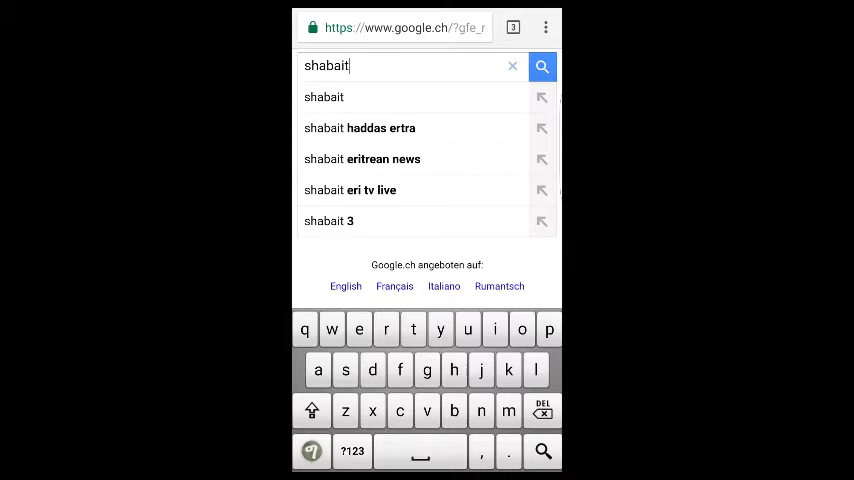 https://www.google.ch/?gfe_r
3
shabait
shabait
shabait haddas ertra
shabait eritrean news
shabait eri tv live
shabait 3
Google.ch angeboten auf:
English Français Italiano Rumantsch
q w e r t y u i o p
a s d f g h j k l
z x c v b n m DEL
?123 , .